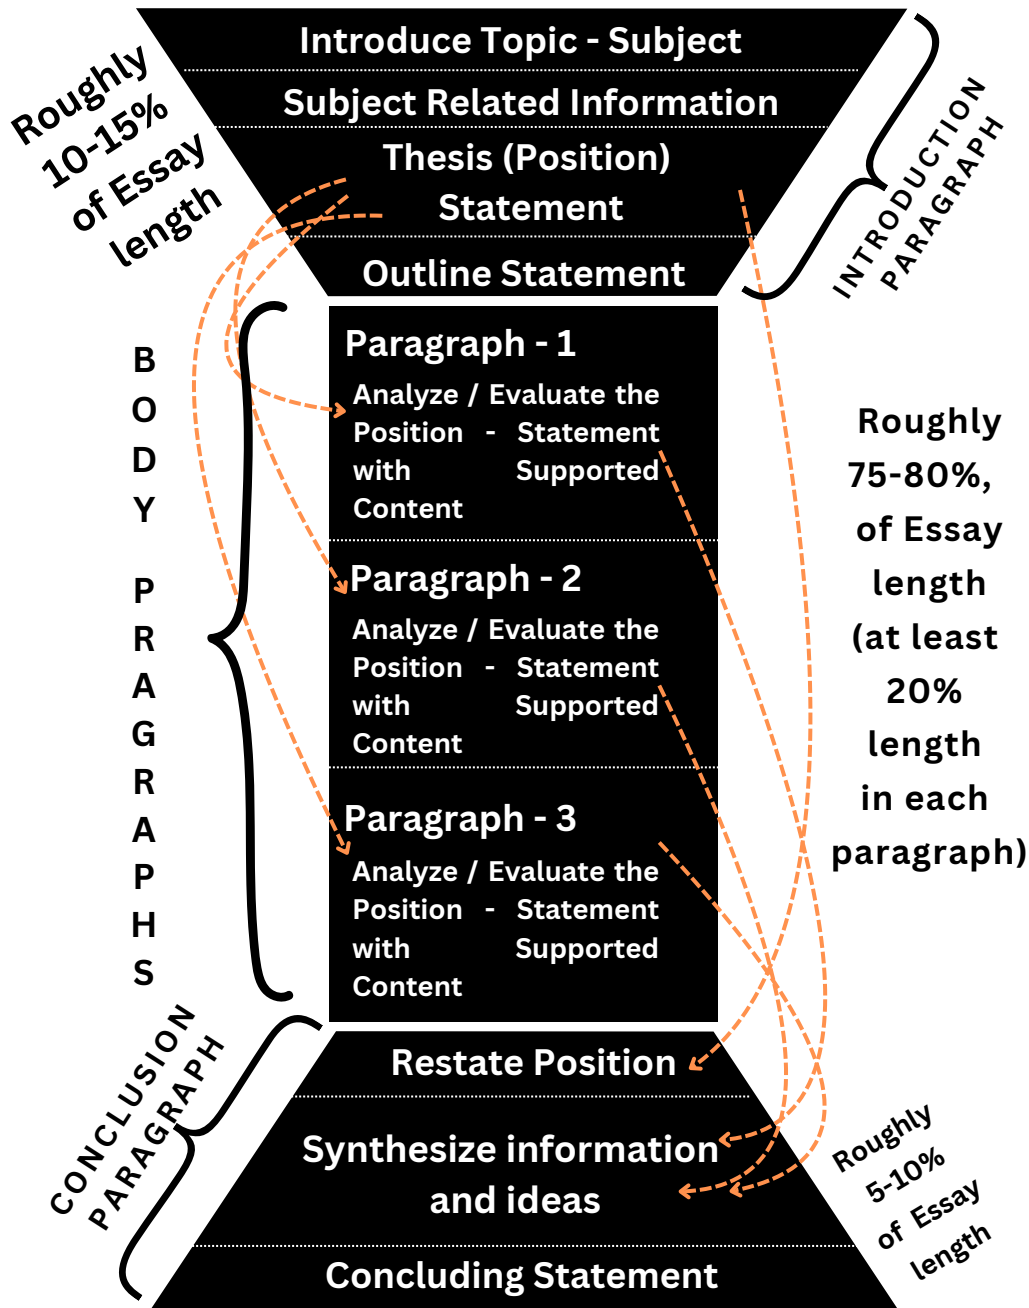 Introduce Topic - Subject
Subject Related Information
Thesis (Position)
Statement
Outline Statement
Roughly
10-15%
of Essay
length
INTRODUCTION
PARAGRAPH
BODY PRAGRAPHS
Paragraph - 1
Analyze / Evaluate the
Position - Statement
with Supported
Content
Paragraph - 2
Analyze / Evaluate the
Position - Statement
with Supported
Content
Paragraph - 3
Analyze / Evaluate the
Position - Statement
with Supported
Content
Roughly
75-80%,
of Essay
length
(at least
20%
length
in each
paragraph)
CONCLUSION
PARAGRAPH
Restate Position
Synthesize information
and ideas
Concluding Statement
Roughly
5-10%
of Essay
length